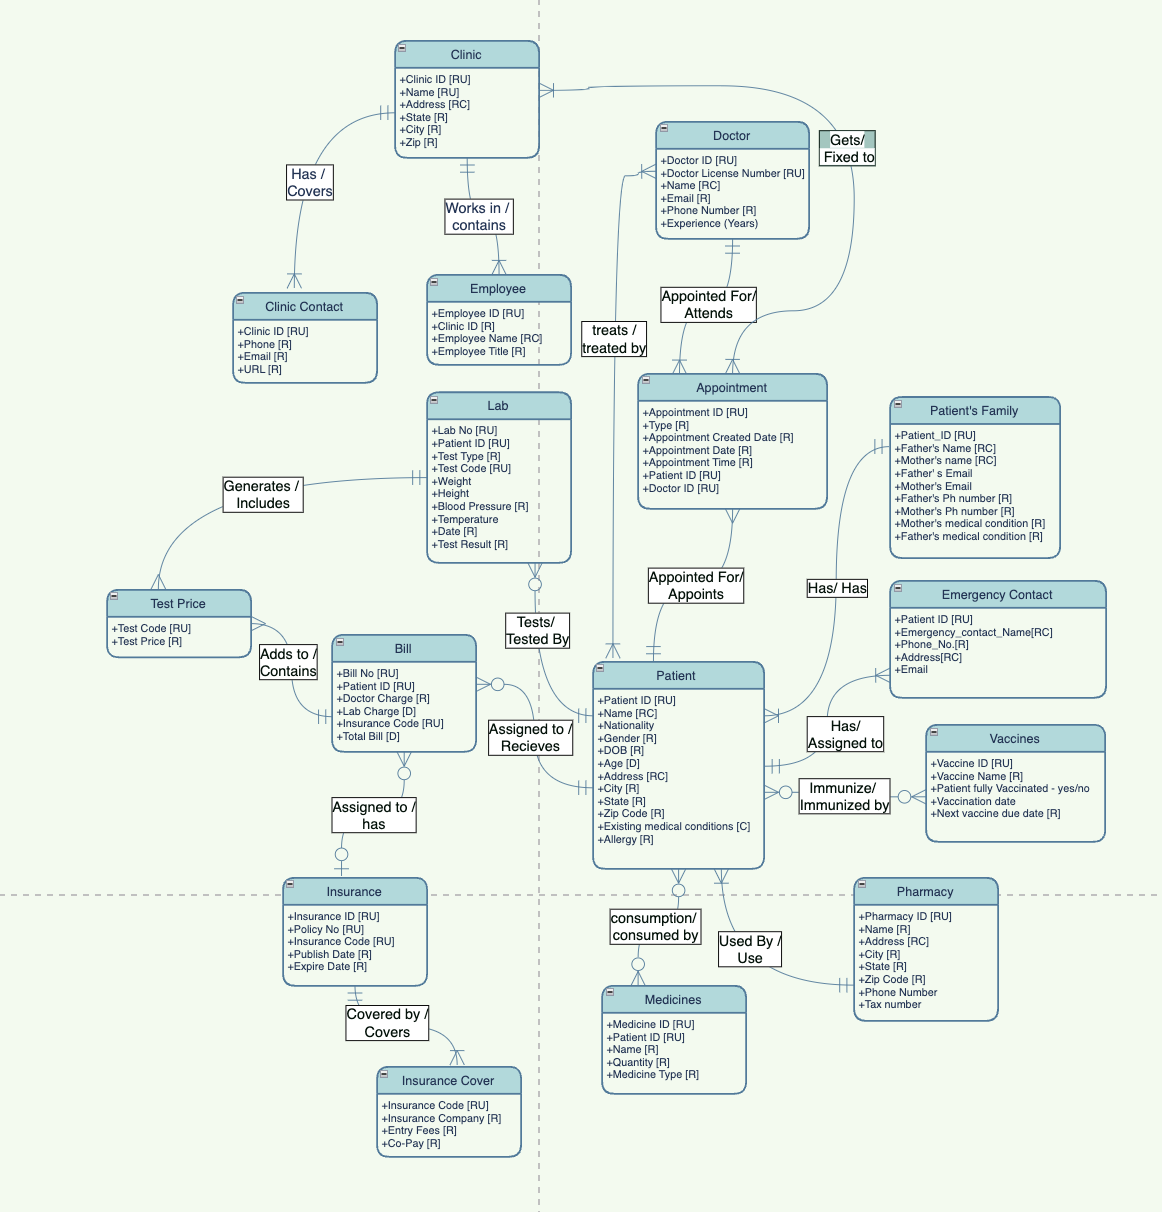 Clinic
+Clinic ID [RU]
+Name [RU]
+Address [RC]
+State [R]
+City [R]
+Zip [R]
Gets/
Fixed to
Doctor
+Doctor ID [RU]
+Doctor License Number [RU]
+Name [RC]
+Email [R]
+Phone Number [R]
+Experience (Years)
Has /
Covers
Works in /
contains
Clinic Contact
+Clinic ID [RU]
+Phone [R]
+Email [R]
+URL [R]
Employee
+Employee ID [RU]
+Clinic ID [R]
+Employee Name [RC]
+Employee Title [R]
Appointed For/
Attends
treats /
treated by
Appointment
+Appointment ID [RU]
+Type [R]
+Appointment Created Date [R]
+Appointment Date [R]
+Appointment Time [R]
+Patient ID [RU]
+Doctor ID [RU]
Lab
+Lab No [RU]
+Patient ID [RU]
+Test Type [R]
+Test Code [RU]
+Weight
+Height
+Blood Pressure [R]
+Temperature
+Date [R]
+Test Result [R]
Patient's Family
+Patient_ID [RU]
+Father's Name [RC]
+Mother's name [RC]
+Father' s Email
+Mother's Email
+Father's Ph number [R]
+Mother's Ph number [R]
+Mother's medical condition [R]
+Father's medical condition [R]
Generates /
Includes
Test Price
+Test Code [RU]
+Test Price [R]
Appointed For/
Appoints
Has/ Has
Emergency Contact
+Patient ID [RU]
+Emergency_contact_Name[RC]
+Phone_No.[R]
+Address[RC]
+Email
Tests/
Tested By
Adds to /
Contains
Bill
+Bill No [RU]
+Patient ID [RU]
+Doctor Charge [R]
+Lab Charge [D]
+Insurance Code [RU]
+Total Bill [D]
Patient
+Patient ID [RU]
+Name [RC]
+Nationality
+Gender [R]
+DOB [R]
+Age [D]
+Address [RC]
+City [R]
+State [R]
+Zip Code [R]
+Existing medical conditions [C]
+Allergy [R]
Assigned to /
Recieves
Has/
Assigned to
Vaccines
+Vaccine ID [RU]
+Vaccine Name [R]
+Patient fully Vaccinated - yes/no
+Vaccination date
+Next vaccine due date [R]
Immunize/
Immunized by
Assigned to /
has
Insurance
+Insurance ID [RU]
+Policy No [RU]
+Insurance Code [RU]
+Publish Date [R]
+Expire Date [R]
consumption/
consumed by
Used By /
Use
Pharmacy
+Pharmacy ID [RU]
+Name [R]
+Address [RC]
+City [R]
+State [R]
+Zip Code [R]
+Phone Number
+Tax number
Covered by /
Covers
Medicines
+Medicine ID [RU]
+Patient ID [RU]
+Name [R]
+Quantity [R]
+Medicine Type [R]
Insurance Cover
+Insurance Code [RU]
+Insurance Company [R]
+Entry Fees [R]
+Co-Pay [R]